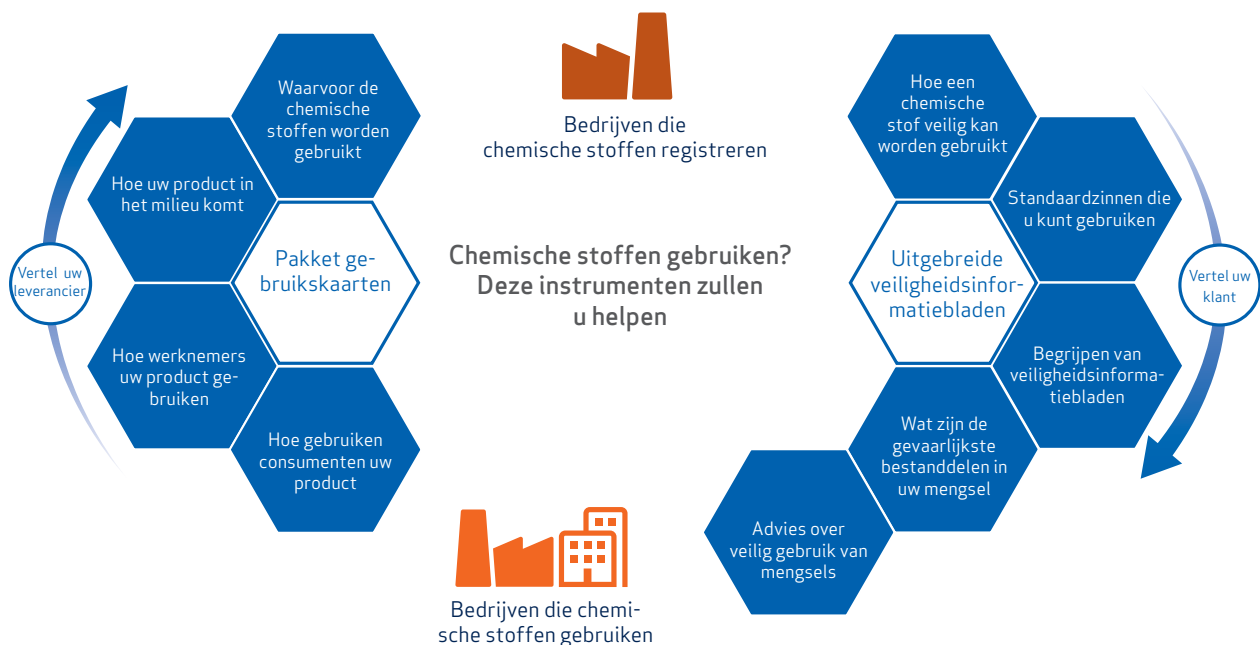 Waarvoor de
chemische
stoffen worden
gebruikt
Hoe uw product in
het milieu komt
Pakket ge-
bruikskaarten
Vertel uw
leverancier
Hoe werknemers
uw product ge-
bruiken
Hoe gebruiken
consumenten uw
product
Bedrijven die
chemische stoffen registreren
Chemische stoffen gebruiken?
Deze instrumenten zullen
u helpen
Bedrijven die chemi-
sche stoffen gebruiken
Hoe een
chemische
stof veilig kan
worden gebruikt
Standaardzinnen die
u kunt gebruiken
Uitgebreide
veiligheidsinfor-
matiebladen
Vertel uw
klant
Begrijpen van
veiligheidsinforma-
tiebladen
Wat zijn de
gevaarlijkste
bestanddelen in
uw mengsel
Advies over
veilig gebruik van
mengsels